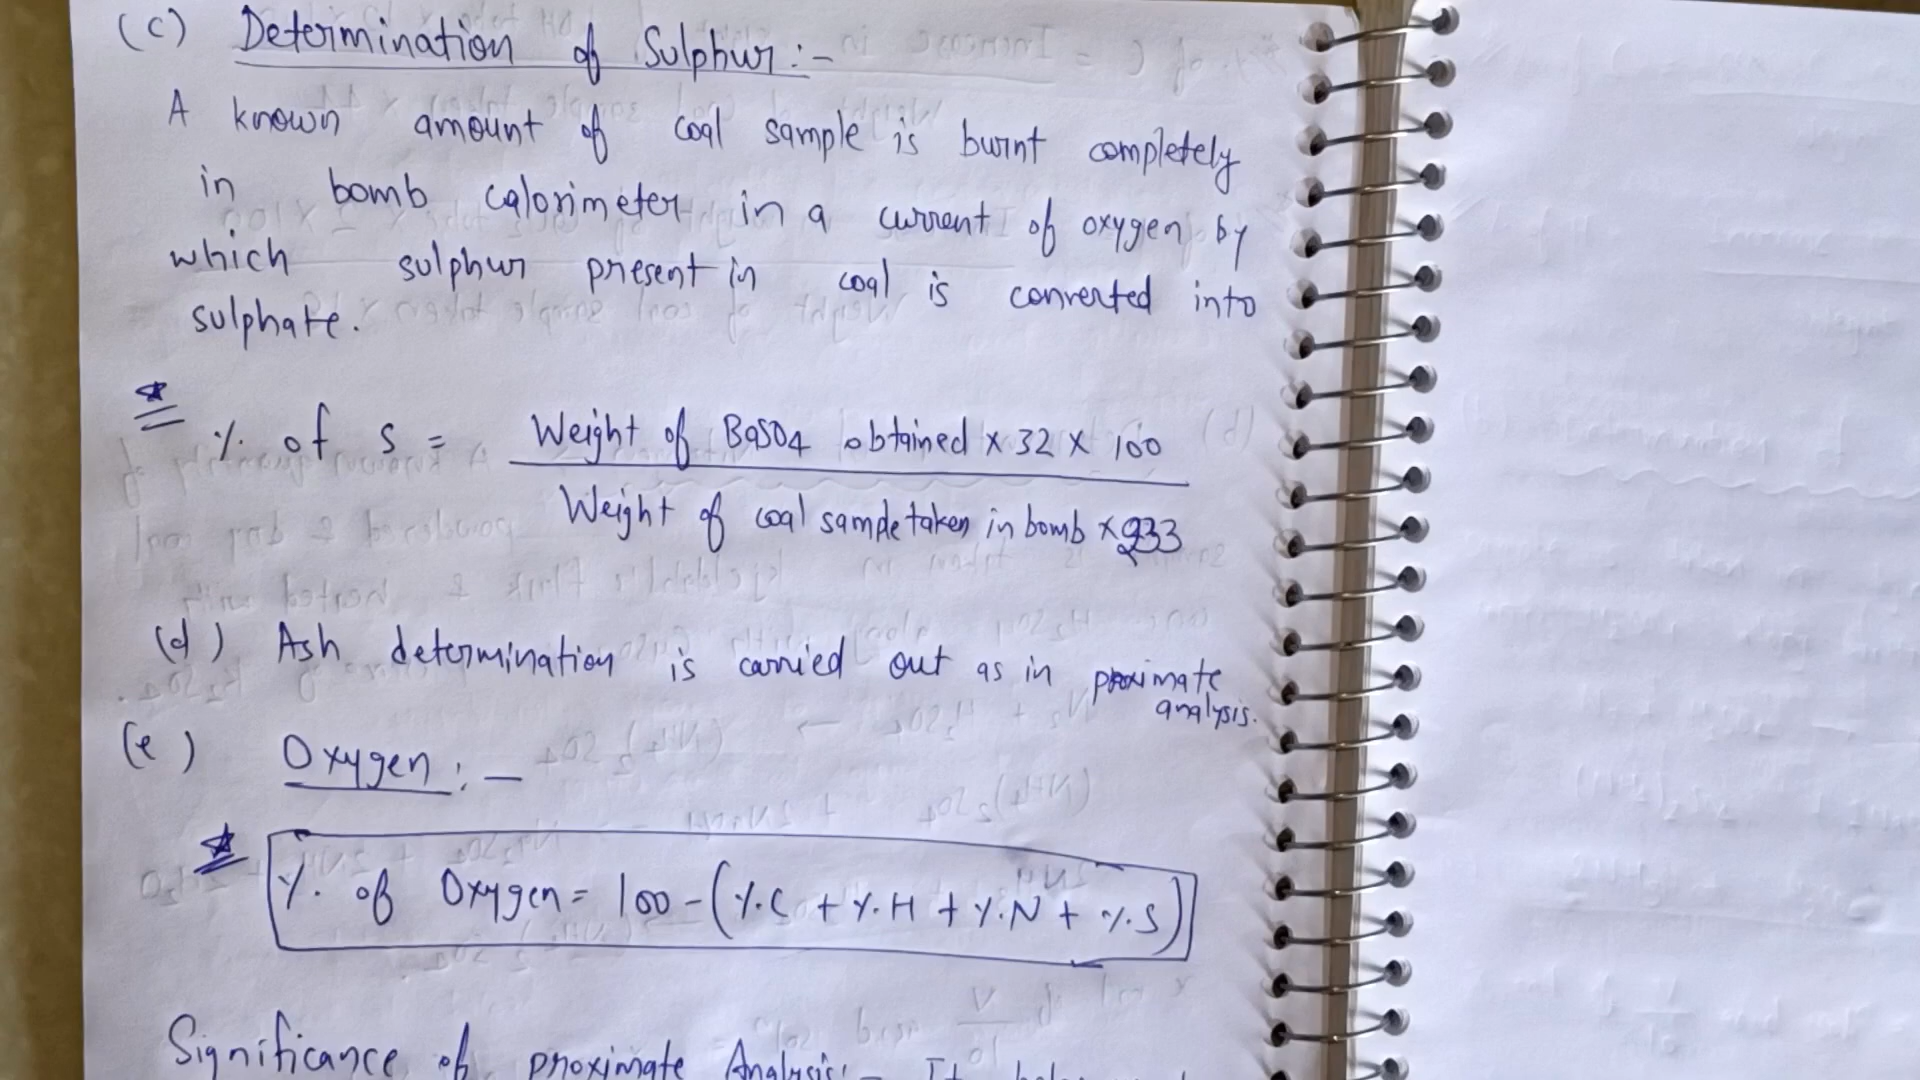 (c) Determination of Sulphur :-
A known amount of coal sample is burnt completely
in bomb calorimeter in a current of oxygen by
which sulphur present in coal is converted into
sulphate.
% of S = Weight of BaSO4 obtained x 32 x 100
Weight of coal sample taken in bomb x 233
(d) Ash determination is carried out as in proximate
analysis.
(e) Oxygen : -
% of Oxygen = 100 - (%.C + %.H + %.N + %.S)
Significance of proximate Analysis: - It helps